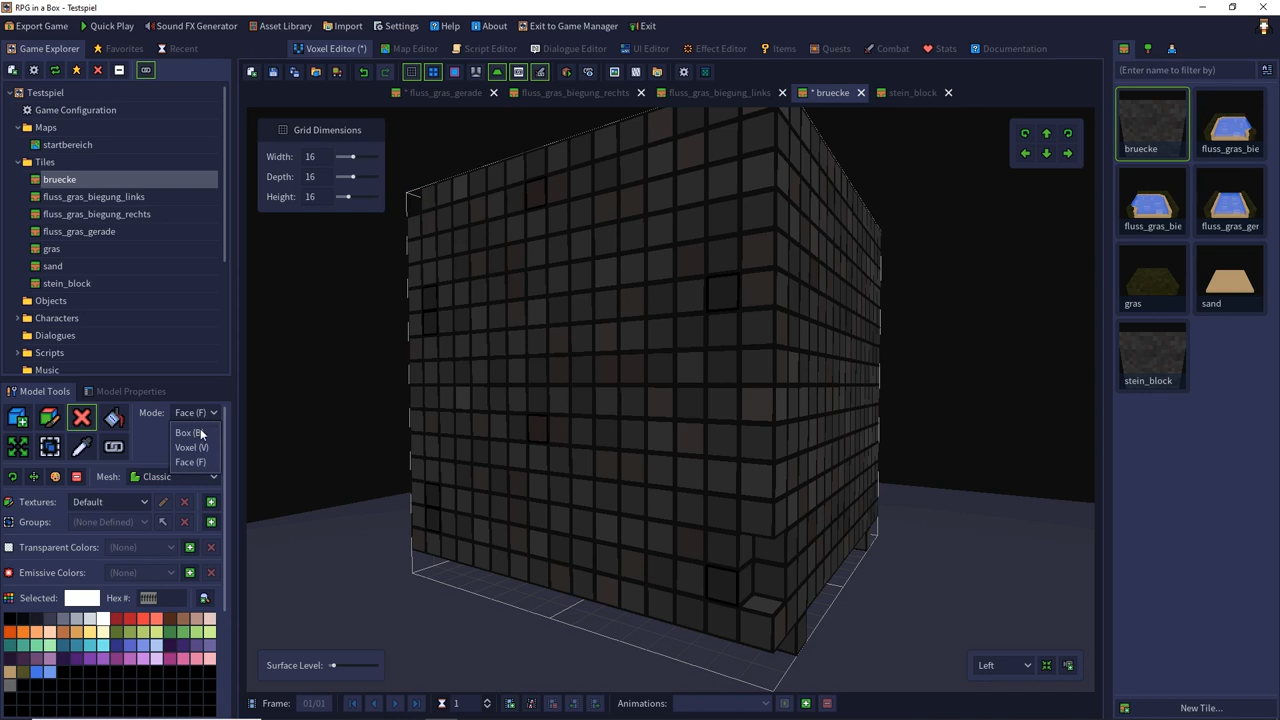 RPG in a Box - Testspiel
Export Game Quick Play Sound FX Generator Asset Library Import Settings Help About Exit to Game Manager Exit
Game Explorer Favorites Recent
Voxel Editor (*) Map Editor Script Editor Dialogue Editor UI Editor Effect Editor Items Quests Combat Stats Documentation
* fluss_gras_gerade fluss_gras_biegung_rechts fluss_gras_biegung_links * bruecke stein_block
Testspiel
Game Configuration
Maps
startbereich
Tiles
bruecke
fluss_gras_biegung_links
fluss_gras_biegung_rechts
fluss_gras_gerade
gras
sand
stein_block
Objects
Characters
Dialogues
Scripts
Music
Model Tools Model Properties
Mode: Face (F)
Box (B)
Voxel (V)
Face (F)
Mesh: Classic
Textures: Default
Groups: (None Defined)
Transparent Colors: (None)
Emissive Colors: (None)
Selected: Hex #: ffffff
Grid Dimensions
Width: 16
Depth: 16
Height: 16
Surface Level:
Left
Frame: 01/01 1 Animations:
(Enter name to filter by)
bruecke fluss_gras_bie
fluss_gras_bie fluss_gras_ger
gras sand
stein_block
New Tile...